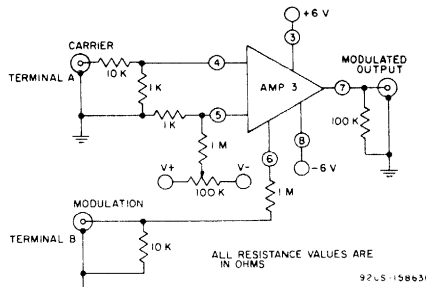 +6 V
3
CARRIER
MODULATED
OUTPUT
TERMINAL A
10 K
4
1 K
AMP 3
7
1 K
5
100 K
1 M
6
8
-6 V
V+
V-
100 K
1 M
MODULATION
TERMINAL B
10 K
ALL RESISTANCE VALUES ARE
IN OHMS